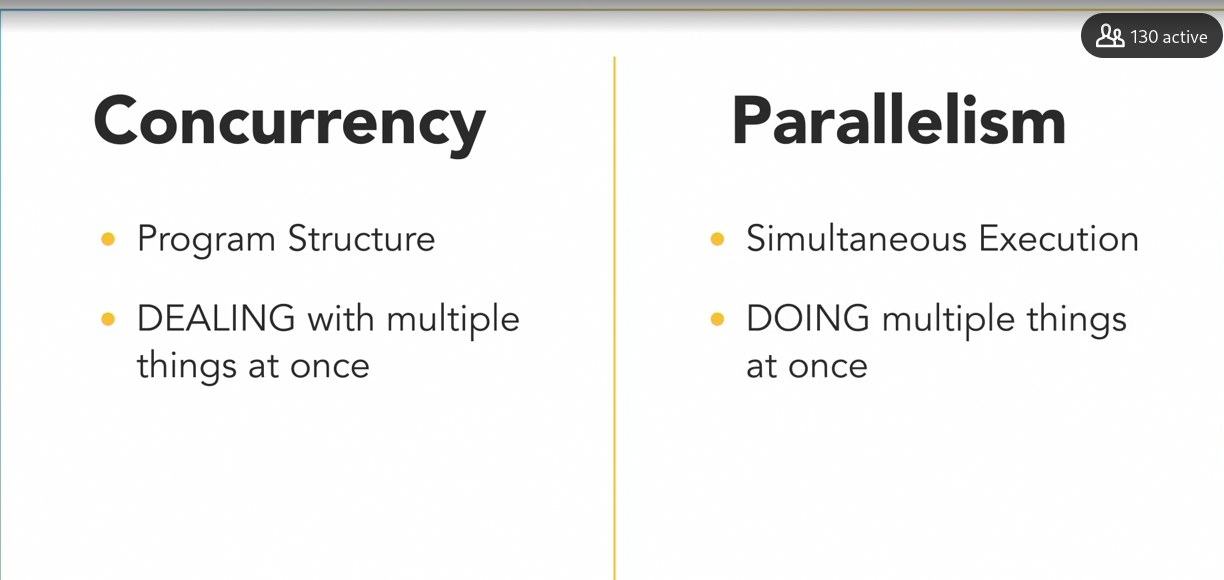 130 active
Concurrency
Program Structure
DEALING with multiple
things at once
Parallelism
Simultaneous Execution
DOING multiple things
at once